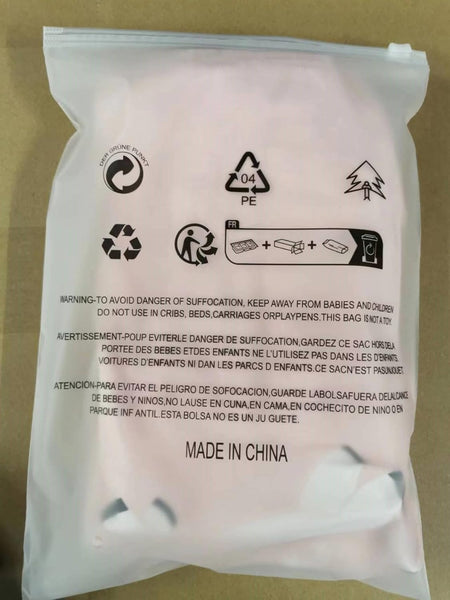 DER GRÜNE PUNKT
04
PE
FR
+ + +
WARNING-TO AVOID DANGER OF SUFFOCATION, KEEP AWAY FROM BABIES AND CHILDREN
DO NOT USE IN CRIBS, BEDS,CARRIAGES ORPLAYPENS.THIS BAG IS NOT A TOY
AVERTISSEMENT-POUP EVITERLE DANGER DE SUFFOCATION,GARDEZ CE SAC HORS DELA
PORTEE DES BEBES ETDES ENFANTS NE L'UTILISEZ PAS DANS LES D'ENFANTS.
VOITURES D'ENFANTS NI DAN LES PARCS D ENFANTS.CE SACN'EST PASUNJOUET.
ATENCIÓN-PARA EVITAR EL PELIGRO DE SOFOCACION,GUARDE LABOLSAFUERA DELALCANCE
DE BEBES Y NINOS,NO LAUSE EN CUNA,EN CAMA,EN COCHECITO DE NINO O EN
PARQUE INF ANTIL.ESTA BOLSA NO ES UN JU GUETE.
MADE IN CHINA